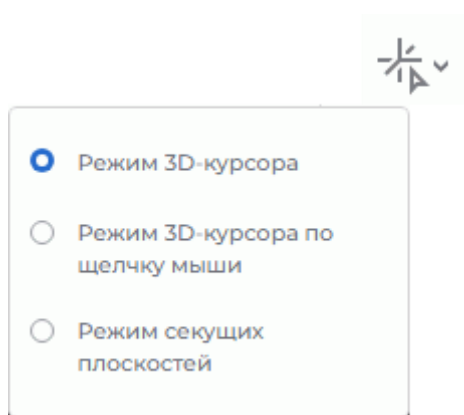 Режим 3D-курсора
Режим 3D-курсора по
щелчку мыши
Режим секущих
плоскостей